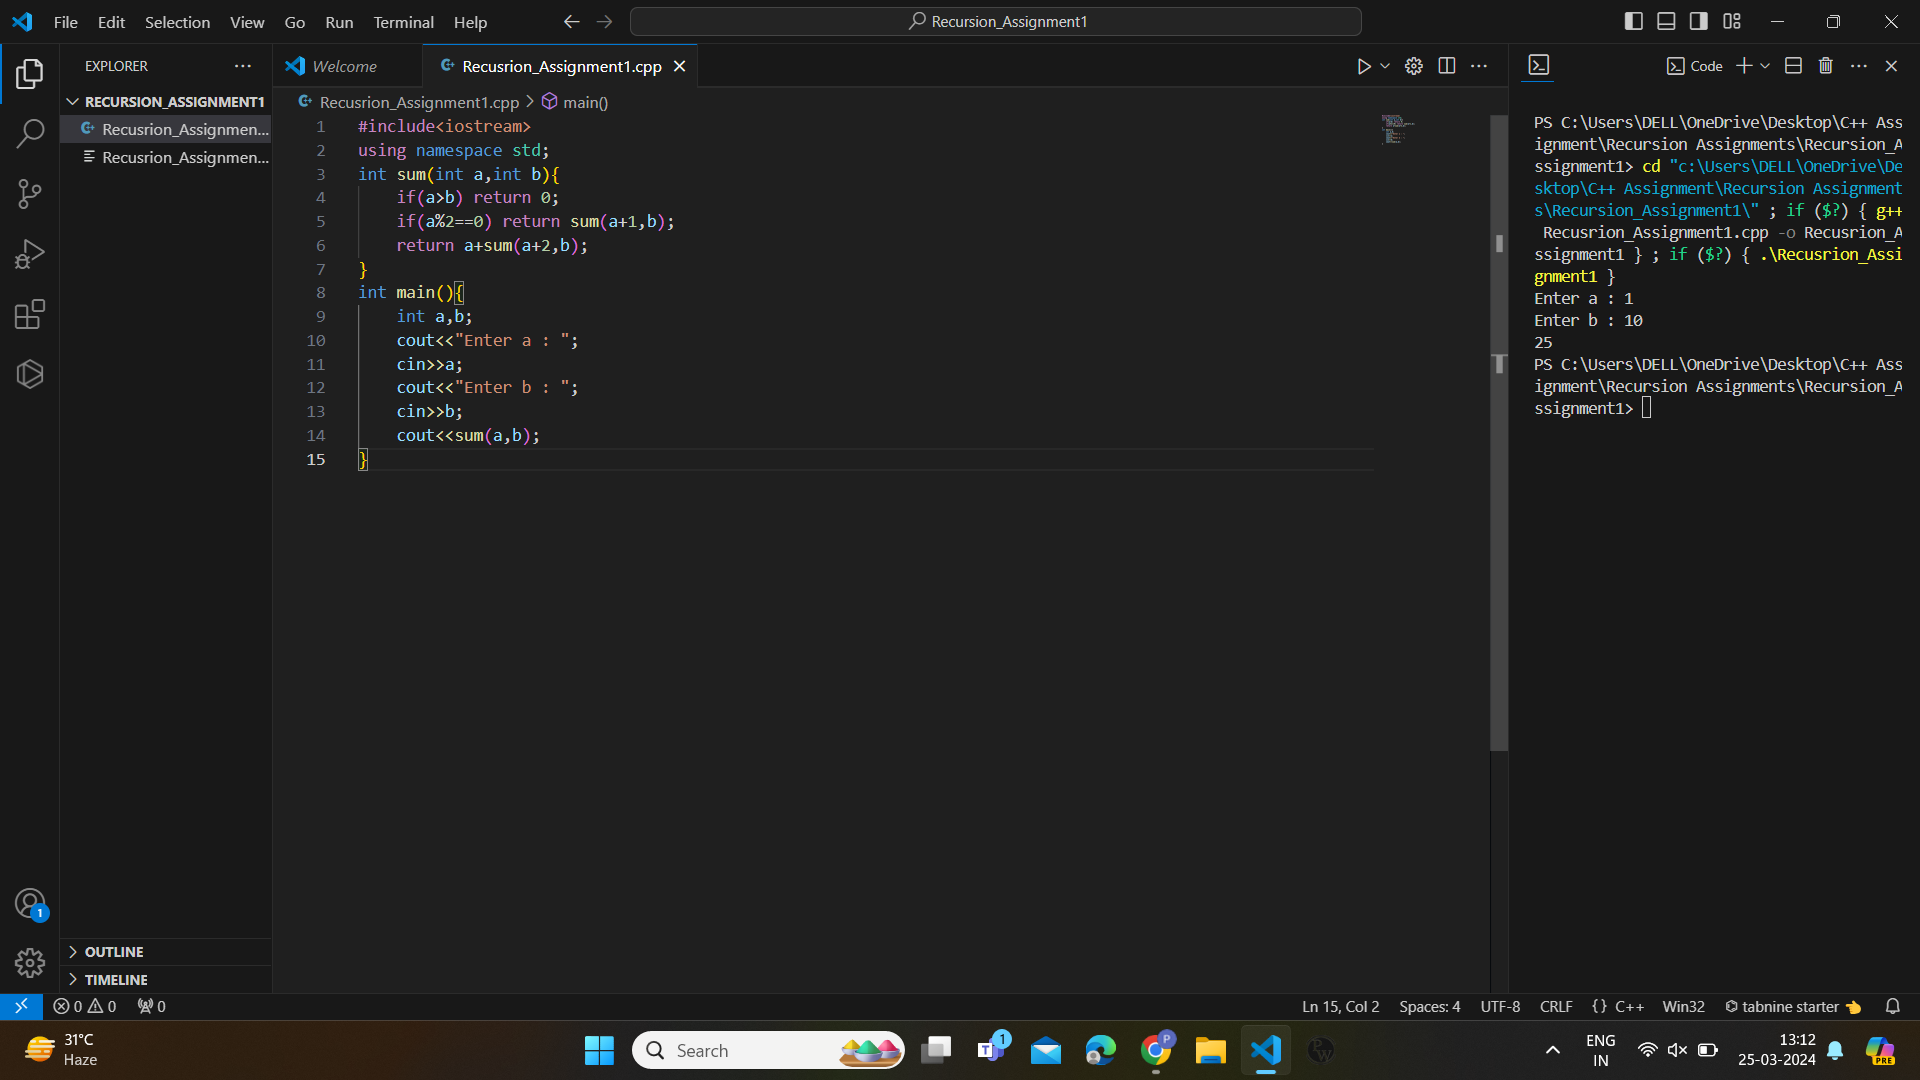 File Edit Selection View Go Run Terminal Help
Recursion_Assignment1
EXPLORER
RECURSION_ASSIGNMENT1
Recusrion_Assignmen...
Recusrion_Assignmen...
OUTLINE
TIMELINE
Welcome
Recusrion_Assignment1.cpp
Recusrion_Assignment1.cpp > main()
1 #include<iostream>
2 using namespace std;
3 int sum(int a,int b){
4 if(a>b) return 0;
5 if(a%2==0) return sum(a+1,b);
6 return a+sum(a+2,b);
7 }
8 int main(){
9 int a,b;
10 cout<<"Enter a : ";
11 cin>>a;
12 cout<<"Enter b : ";
13 cin>>b;
14 cout<<sum(a,b);
15 }
Code
PS C:\Users\DELL\OneDrive\Desktop\C++ Ass
ignment\Recursion Assignments\Recursion_A
ssignment1> cd "c:\Users\DELL\OneDrive\De
sktop\C++ Assignment\Recursion Assignment
s\Recursion_Assignment1\" ; if ($?) { g++
Recusrion_Assignment1.cpp -o Recusrion_A
ssignment1 } ; if ($?) { .\Recusrion_Assi
gnment1 }
Enter a : 1
Enter b : 10
25
PS C:\Users\DELL\OneDrive\Desktop\C++ Ass
ignment\Recursion Assignments\Recursion_A
ssignment1>
1
0 0 0
Ln 15, Col 2 Spaces: 4 UTF-8 CRLF {} C++ Win32 tabnine starter
31°C
Haze
Search
1
P
ENG
IN
13:12
25-03-2024
PRE